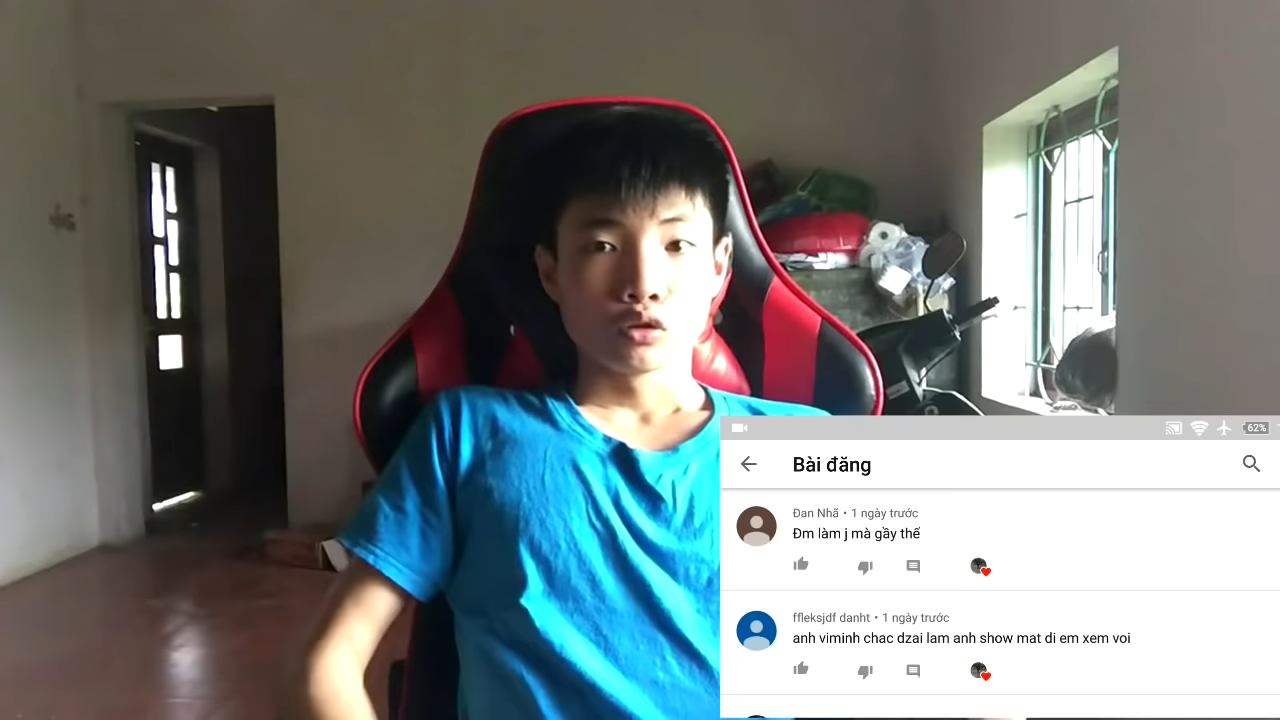 62%
Bài đăng
Đan Nhã • 1 ngày trước
Đm làm j mà gầy thế
ffleksjdf danht • 1 ngày trước
anh viminh chac dzai lam anh show mat di em xem voi